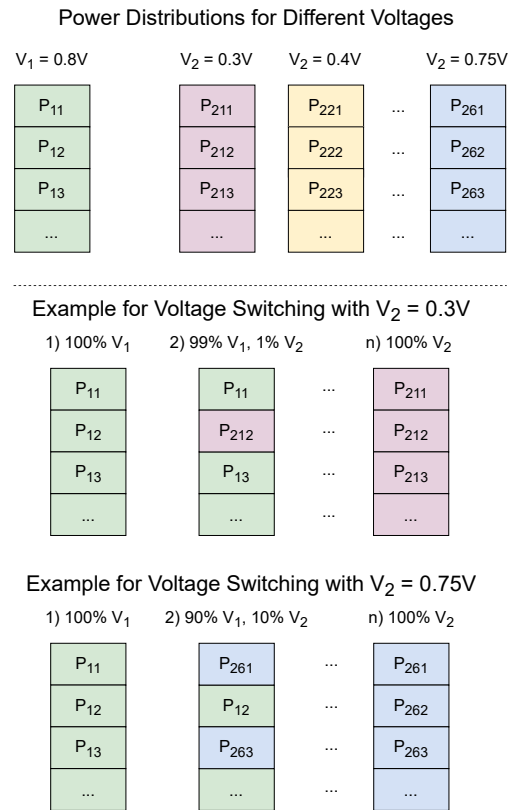 Power Distributions for Different Voltages
V₁ = 0.8V V₂ = 0.3V V₂ = 0.4V V₂ = 0.75V
P₁₁ P₂₁₁ P₂₂₁ ... P₂₆₁
P₁₂ P₂₁₂ P₂₂₂ ... P₂₆₂
P₁₃ P₂₁₃ P₂₂₃ ... P₂₆₃
... ... ... ... ...
Example for Voltage Switching with V₂ = 0.3V
1) 100% V₁ 2) 99% V₁, 1% V₂ n) 100% V₂
P₁₁ P₁₁ ... P₂₁₁
P₁₂ P₂₁₂ ... P₂₁₂
P₁₃ P₁₃ ... P₂₁₃
... ... ... ...
Example for Voltage Switching with V₂ = 0.75V
1) 100% V₁ 2) 90% V₁, 10% V₂ n) 100% V₂
P₁₁ P₂₆₁ ... P₂₆₁
P₁₂ P₁₂ ... P₂₆₂
P₁₃ P₂₆₃ ... P₂₆₃
... ... ... ...